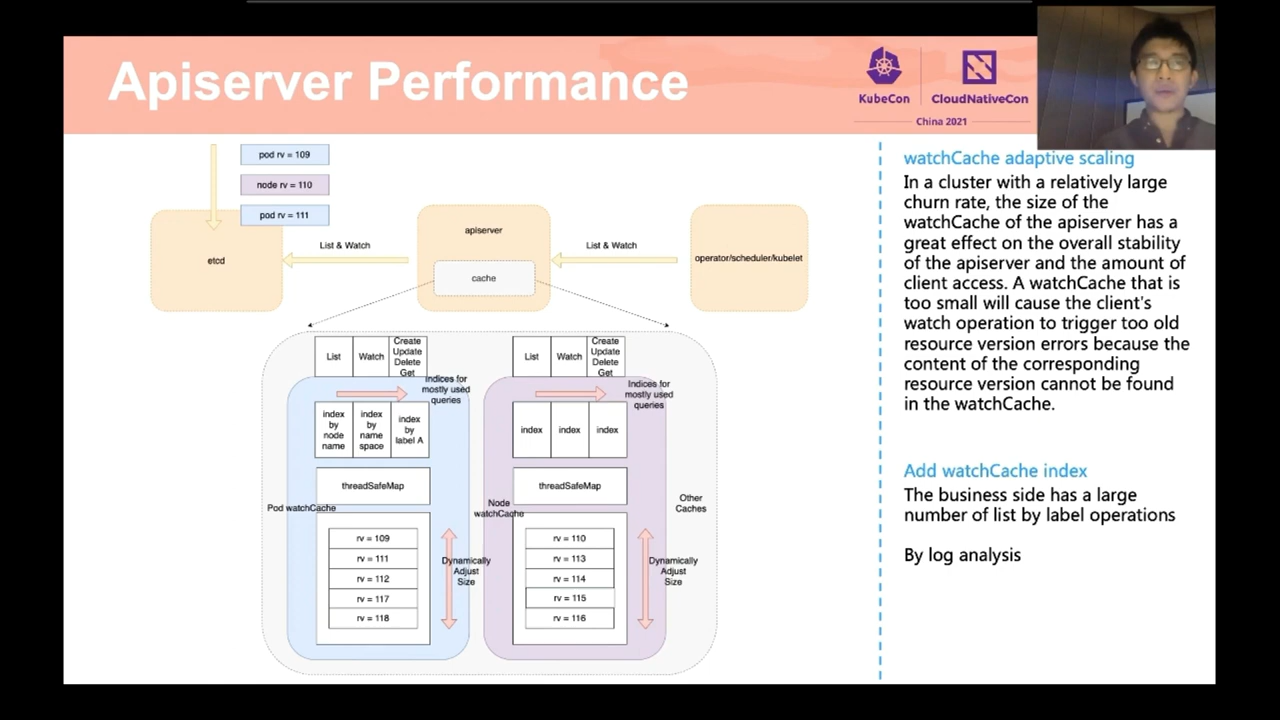 Apiserver Performance
KubeCon
CloudNativeCon
China 2021
pod rv = 109
node rv = 110
pod rv = 111
etcd
List & Watch
apiserver
cache
List & Watch
operator/scheduler/kubelet
List
Watch
Create
Update
Delete
Get
Indices for
mostly used
queries
index
by
node
name
index
by
name
space
index
by
label A
threadSafeMap
Pod watchCache
rv = 109
rv = 111
rv = 112
rv = 117
rv = 118
Dynamically
Adjust
Size
List
Watch
Create
Update
Delete
Get
Indices for
mostly used
queries
index
index
index
threadSafeMap
Node
watchCache
rv = 110
rv = 113
rv = 114
rv = 115
rv = 116
Dynamically
Adjust
Size
Other
Caches
watchCache adaptive scaling
In a cluster with a relatively large
churn rate, the size of the
watchCache of the apiserver has a
great effect on the overall stability
of the apiserver and the amount of
client access. A watchCache that is
too small will cause the client's
watch operation to trigger too old
resource version errors because the
content of the corresponding
resource version cannot be found
in the watchCache.
Add watchCache index
The business side has a large
number of list by label operations
By log analysis